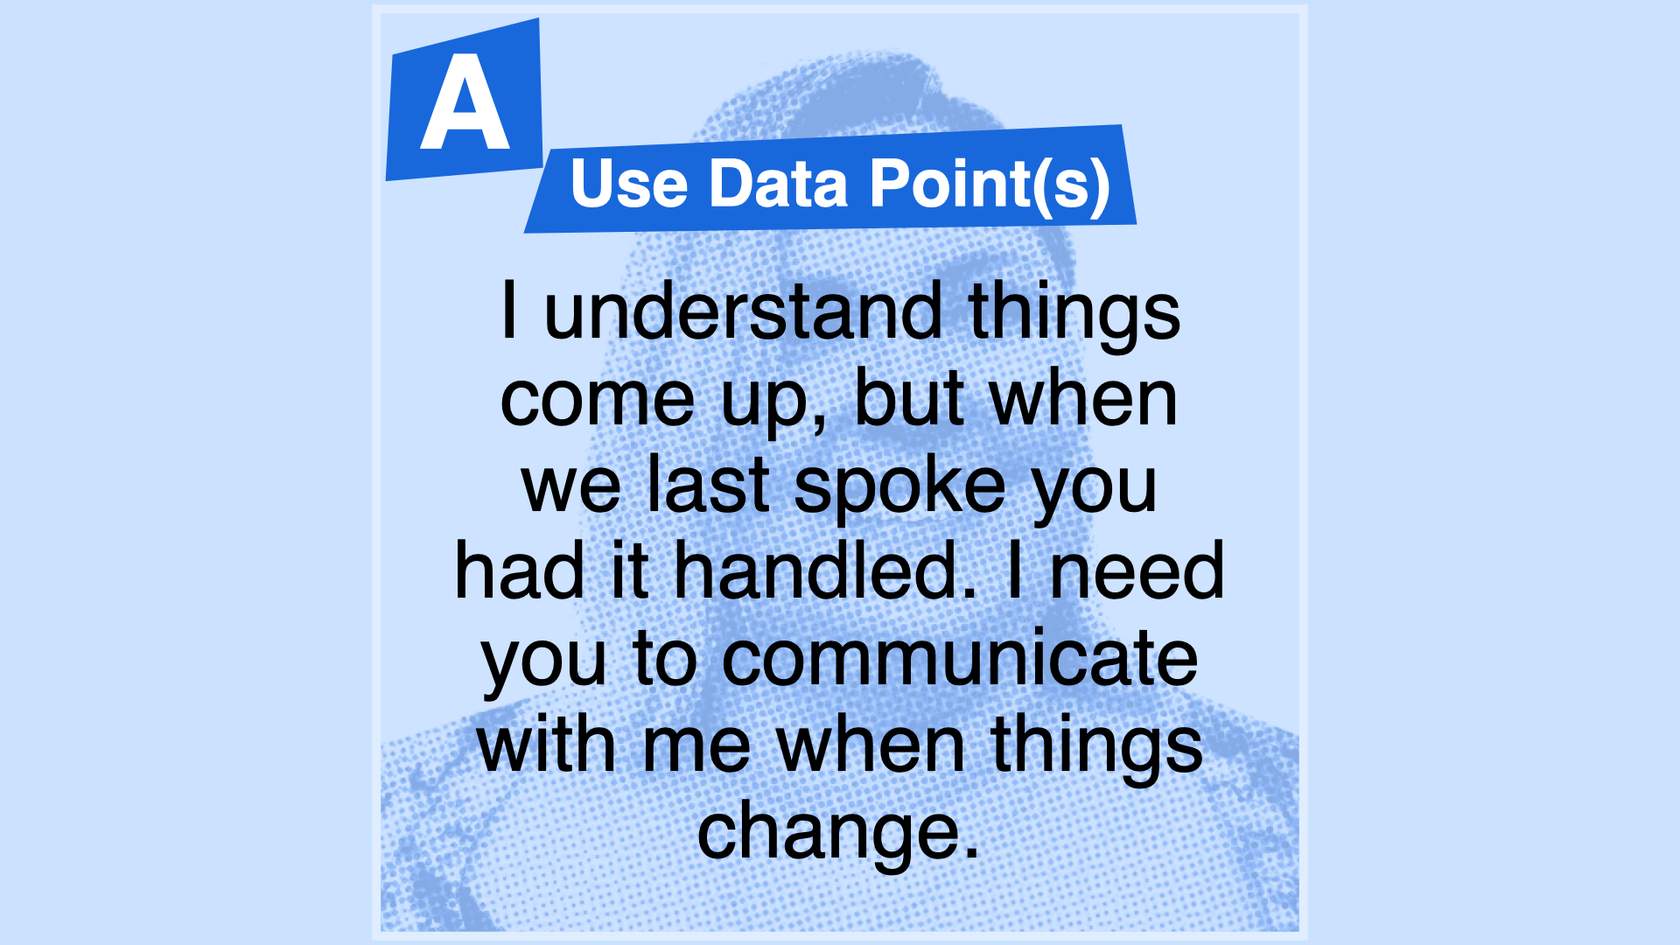 A
Use Data Point(s)
I understand things
come up, but when
we last spoke you
had it handled. I need
you to communicate
with me when things
change.